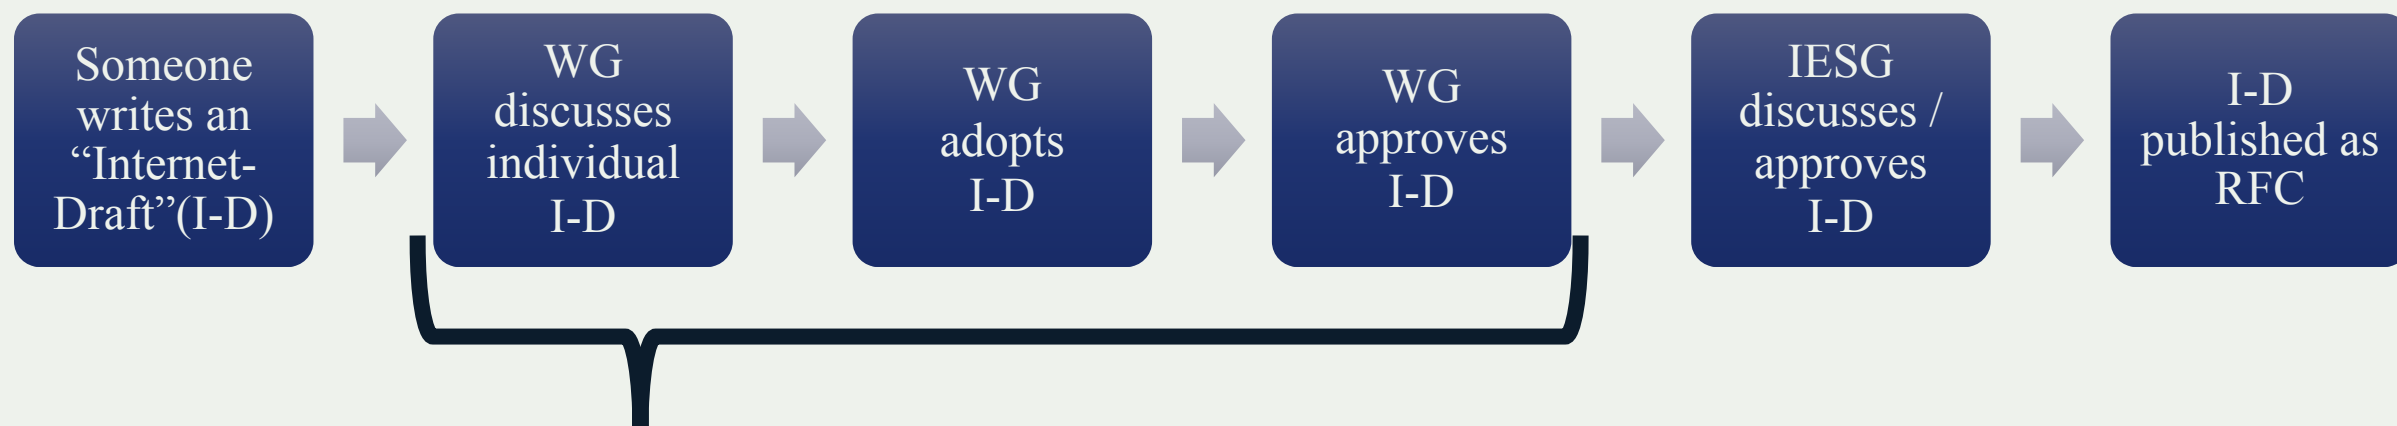 Someone
writes an
“Internet-
Draft”(I-D)
WG
discusses
individual
I-D
WG
adopts
I-D
WG
approves
I-D
IESG
discusses /
approves
I-D
I-D
published as
RFC